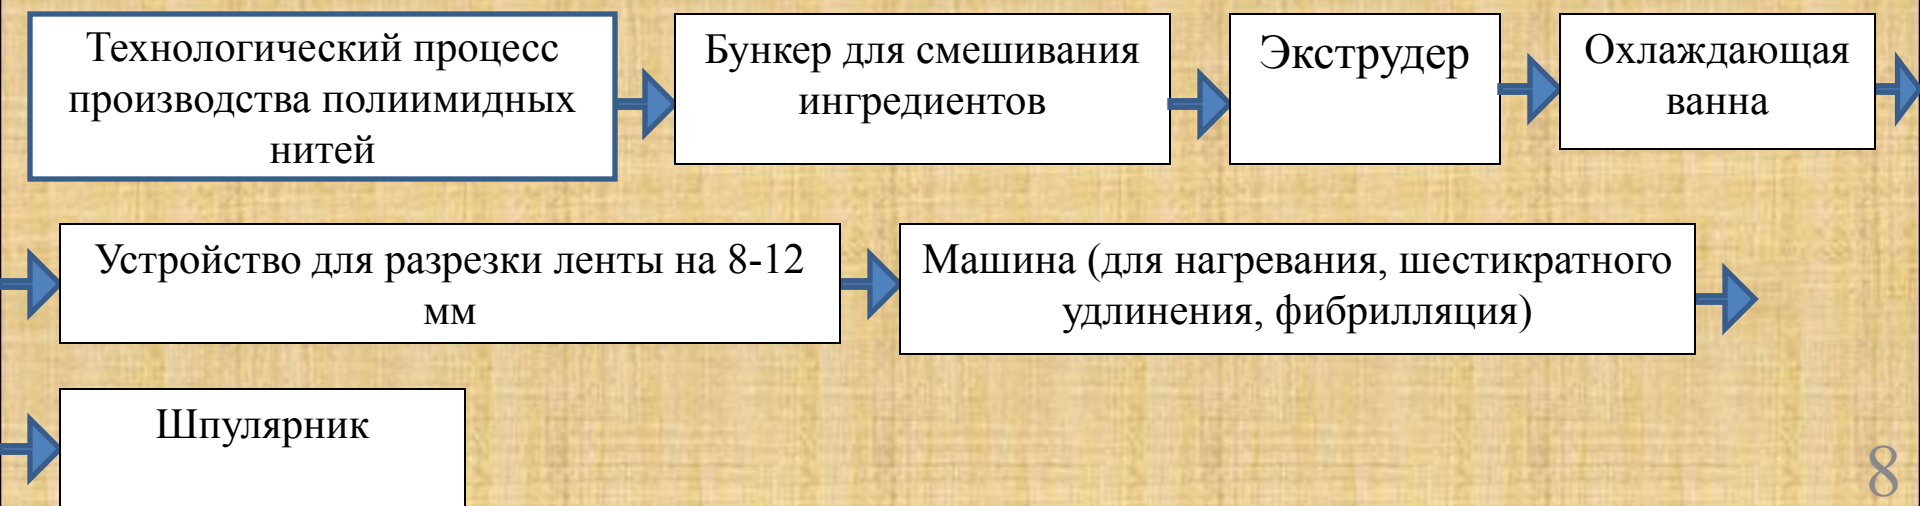 Технологический процесс
производства полиимидных
нитей
Бункер для смешивания
ингредиентов
Экструдер
Охлаждающая
ванна
Устройство для разрезки ленты на 8-12
мм
Машина (для нагревания, шестикратного
удлинения, фибрилляция)
Шпулярник
8